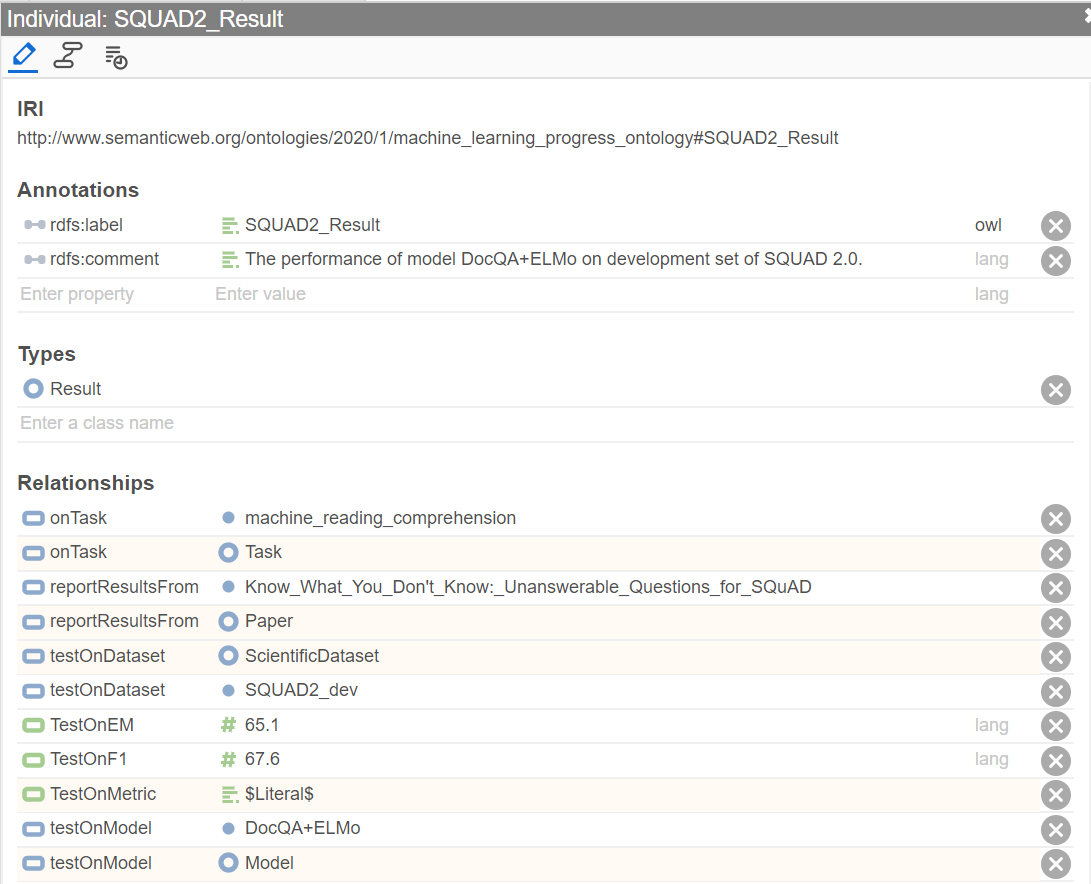 Individual: SQUAD2_Result
IRI
http://www.semanticweb.org/ontologies/2020/1/machine_learning_progress_ontology#SQUAD2_Result
Annotations
rdfs:label SQUAD2_Result owl
rdfs:comment The performance of model DocQA+ELMo on development set of SQUAD 2.0. lang
Enter property Enter value lang
Types
Result
Enter a class name
Relationships
onTask machine_reading_comprehension
onTask Task
reportResultsFrom Know_What_You_Don't_Know:_Unanswerable_Questions_for_SQuAD
reportResultsFrom Paper
testOnDataset ScientificDataset
testOnDataset SQUAD2_dev
TestOnEM # 65.1 lang
TestOnF1 # 67.6 lang
TestOnMetric $Literal$
testOnModel DocQA+ELMo
testOnModel Model